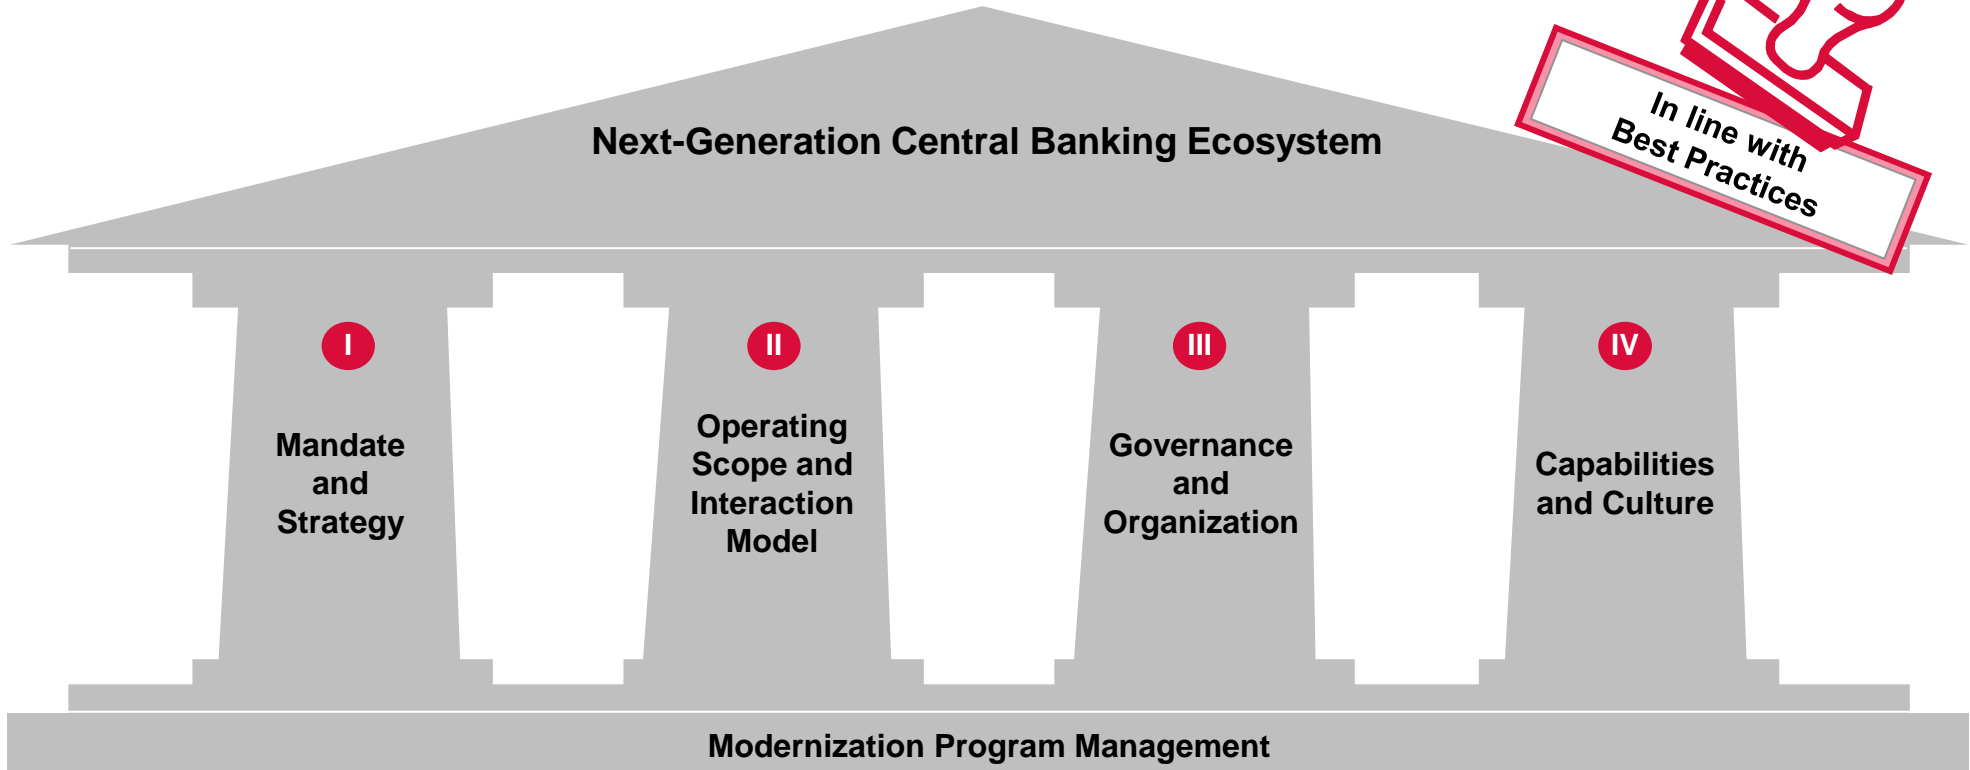 Next-Generation Central Banking Ecosystem
In line with
Best Practices
I
Mandate
and
Strategy
II
Operating
Scope and
Interaction
Model
III
Governance
and
Organization
IV
Capabilities
and Culture
Modernization Program Management